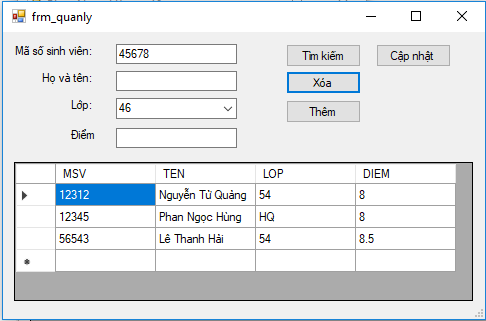 frm_quanly
Mã số sinh viên: 45678 Tìm kiếm Cập nhật
Họ và tên: Xóa
Lớp: 46 Thêm
Điểm
MSV TEN LOP DIEM
12312 Nguyễn Tử Quảng 54 8
12345 Phan Ngọc Hùng HQ 8
56543 Lê Thanh Hải 54 8.5